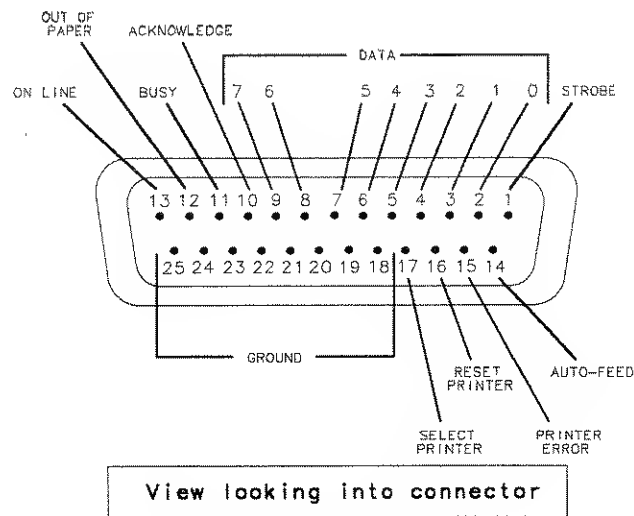 OUT OF
PAPER
ACKNOWLEDGE
DATA
ON LINE
BUSY
7 6 5 4 3 2 1 0
STROBE
13 12 11 10 9 8 7 6 5 4 3 2 1
25 24 23 22 21 20 19 18 17 16 15 14
GROUND
RESET
PRINTER
AUTO-FEED
SELECT
PRINTER
PRINTER
ERROR
View looking into connector